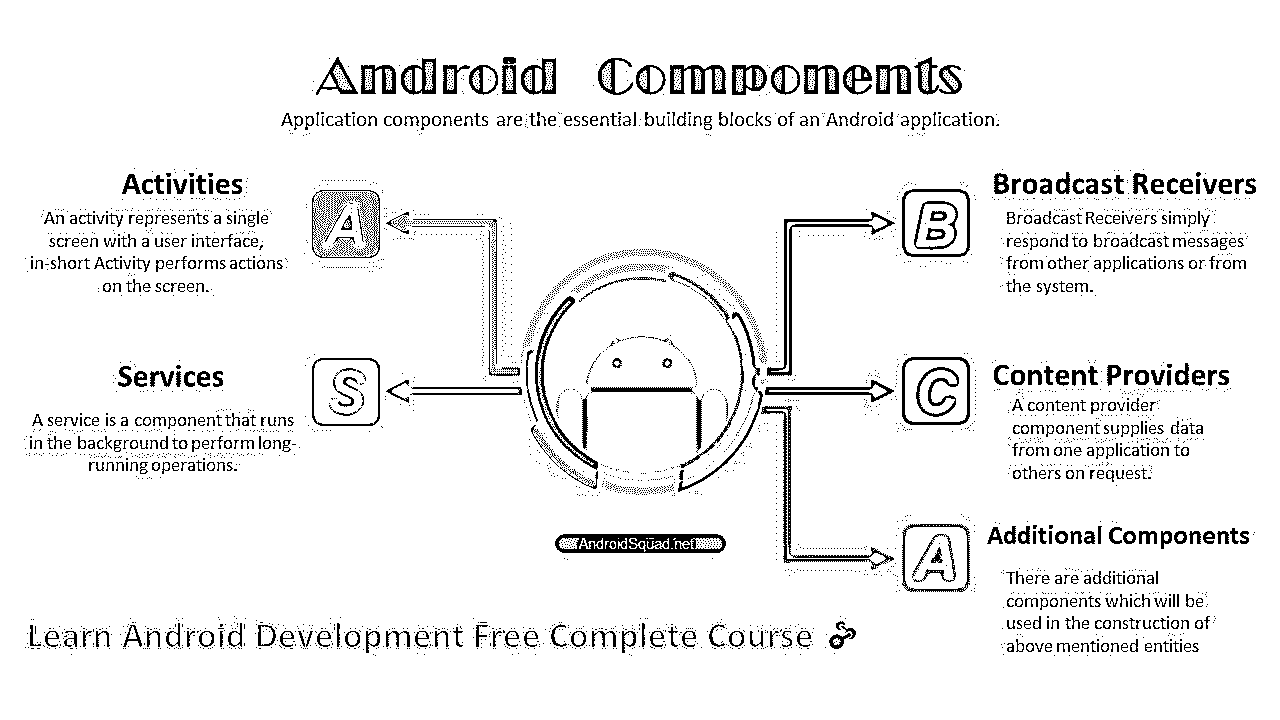 Android Components
Application components are the essential building blocks of an Android application.
Activities
An activity represents a single
screen with a user interface,
in-short Activity performs actions
on the screen.
A
Services
A service is a component that runs
in the background to perform long-
running operations.
S
Broadcast Receivers
Broadcast Receivers simply
respond to broadcast messages
from other applications or from
the system.
B
Content Providers
A content provider
component supplies data
from one application to
others on request.
C
Additional Components
There are additional
components which will be
used in the construction of
above mentioned entities
A
AndroidSquad.net
Learn Android Development Free Complete Course